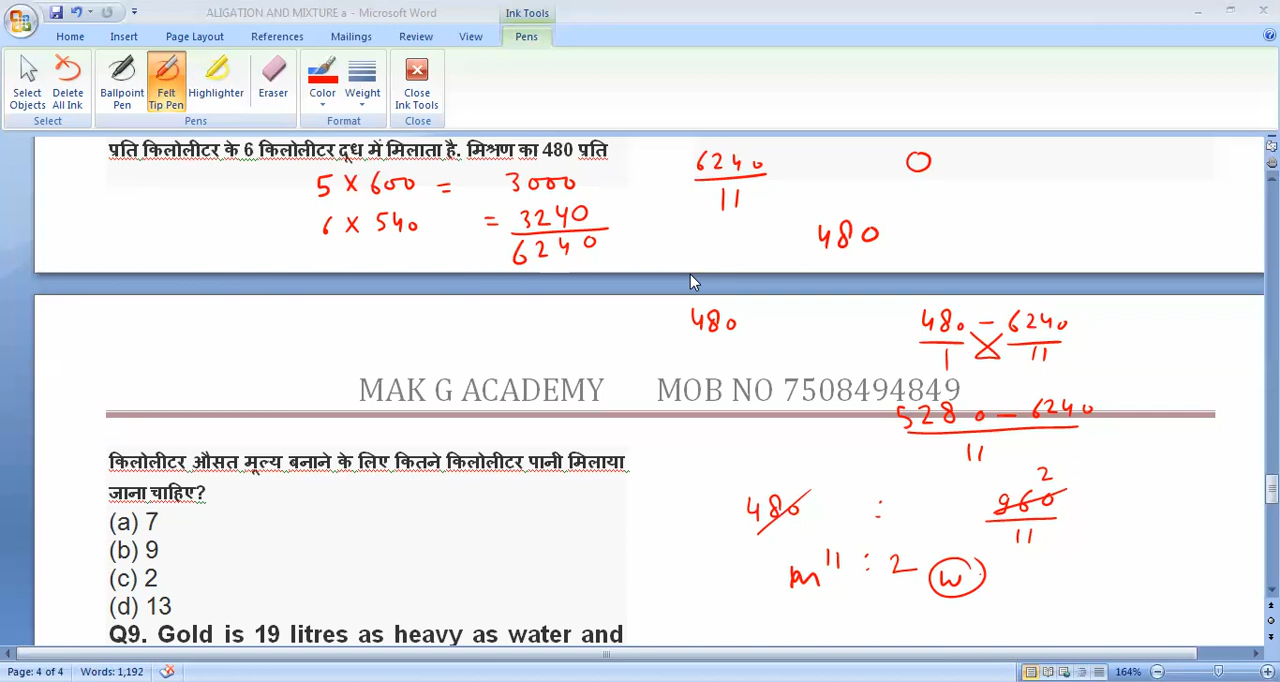 ALIGATION AND MIXTURE a - Microsoft Word
Ink Tools
Home Insert Page Layout References Mailings Review View Pens
Select Objects
Delete All Ink
Ballpoint Pen
Felt Tip Pen
Highlighter
Eraser
Color
Weight
Close Ink Tools
Select Pens Format Close
प्रति किलोलीटर के 6 किलोलीटर दूध में मिलाता है. मिश्रण का 480 प्रति
5 × 600 = 3000
6 × 540 = 3240
6240
6240
11
0
480
480
480 - 6240
1 11
MAK G ACADEMY MOB NO 7508494849
5280 - 6240
11
किलोलीटर औसत मूल्य बनाने के लिए कितने किलोलीटर पानी मिलाया
जाना चाहिए?
2
480 : 960
11
m 11 : 2 w
(a) 7
(b) 9
(c) 2
(d) 13
Q9. Gold is 19 litres as heavy as water and
Page: 4 of 4 Words: 1,192 164%